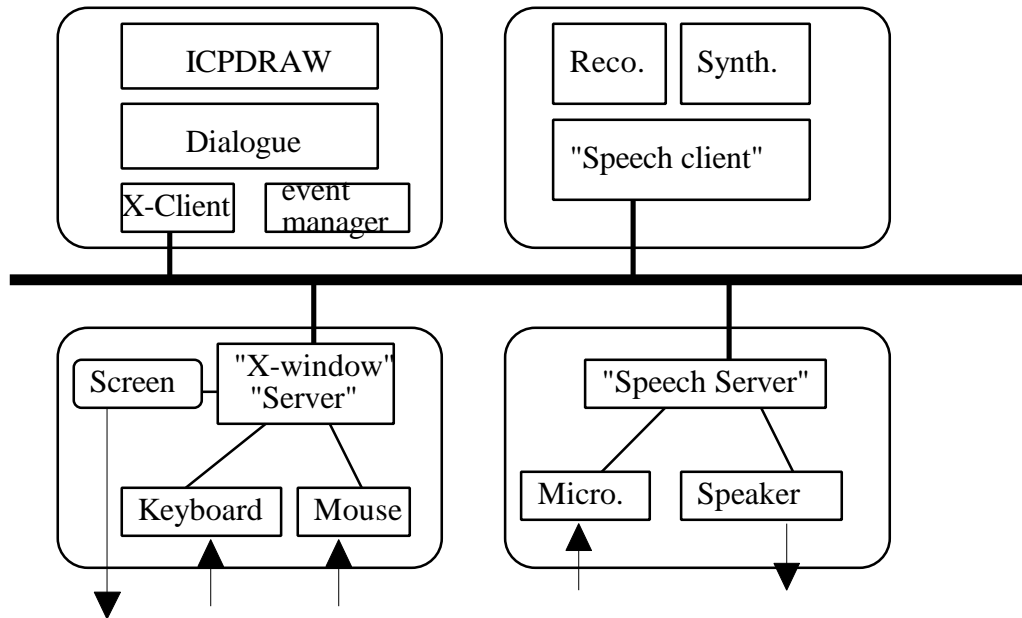 ICPDRAW
Dialogue
X-Client
event
manager
Reco.
Synth.
"Speech client"
Screen
"X-window"
"Server"
Keyboard
Mouse
"Speech Server"
Micro.
Speaker